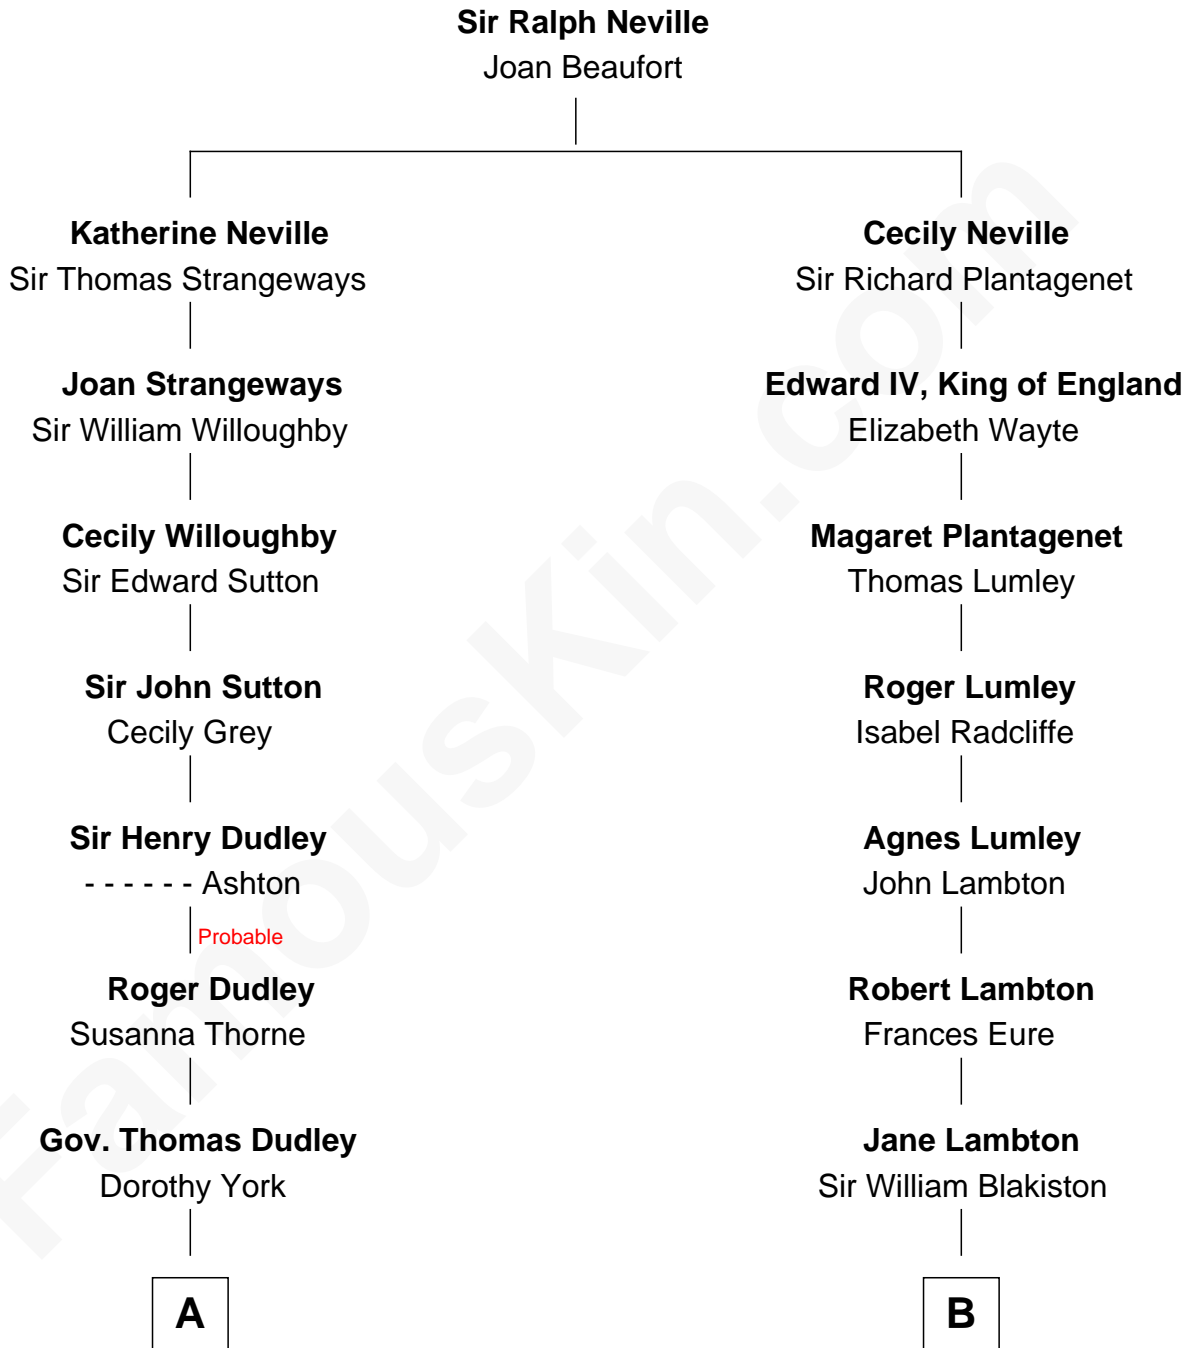 Sir Ralph Neville
Joan Beaufort
Katherine Neville
Sir Thomas Strangeways
Cecily Neville
Sir Richard Plantagenet
Joan Strangeways
Sir William Willoughby
Edward IV, King of England
Elizabeth Wayte
Cecily Willoughby
Sir Edward Sutton
Magaret Plantagenet
Thomas Lumley
Sir John Sutton
Cecily Grey
Roger Lumley
Isabel Radcliffe
Sir Henry Dudley
- - - - - - Ashton
Agnes Lumley
John Lambton
Probable
Roger Dudley
Susanna Thorne
Robert Lambton
Frances Eure
Gov. Thomas Dudley
Dorothy York
Jane Lambton
Sir William Blakiston
A
B
FamousKin.com